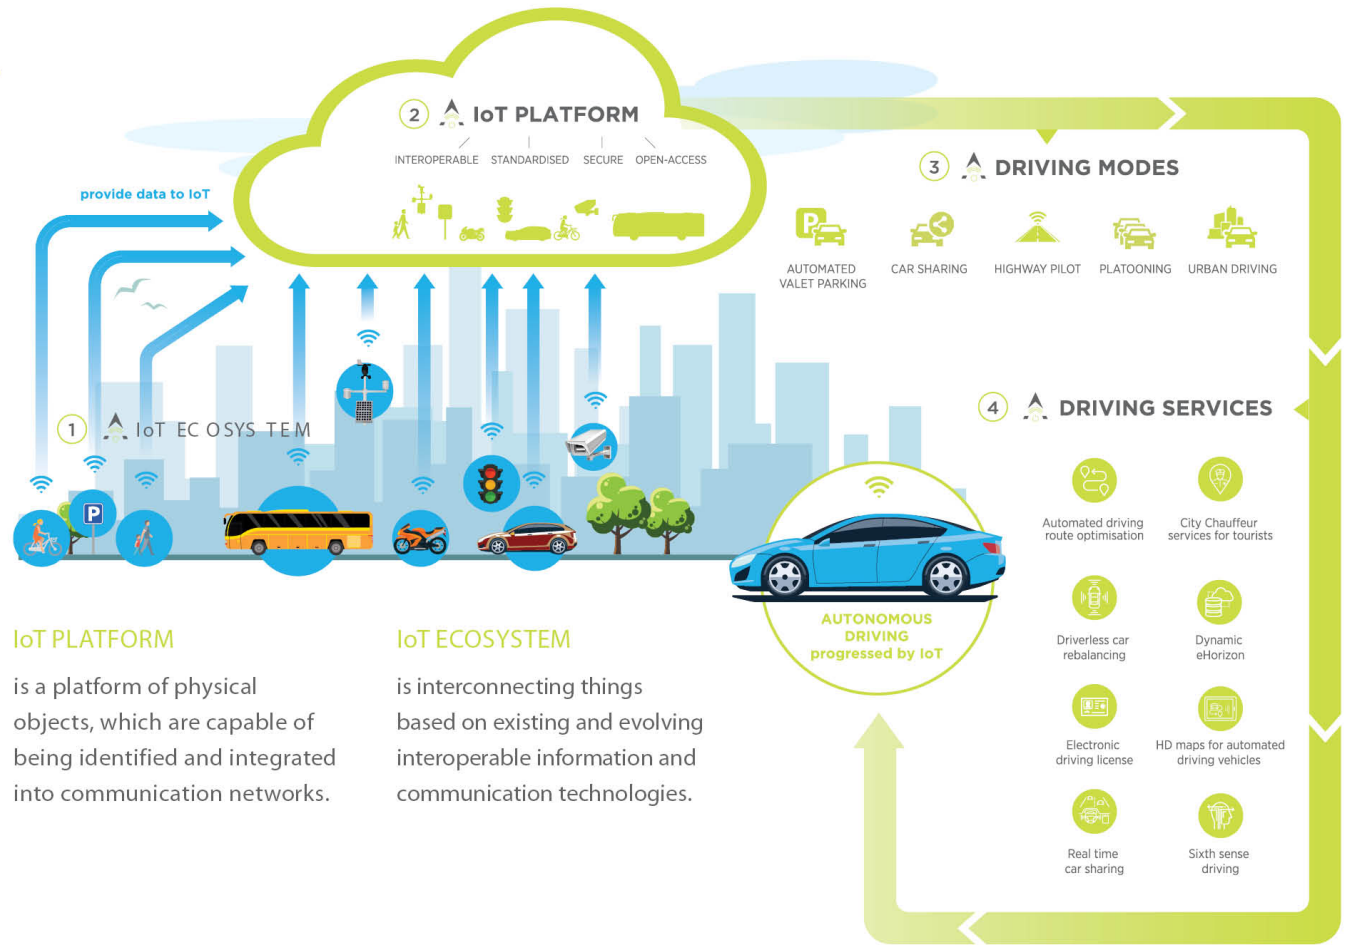 2 IoT PLATFORM
INTEROPERABLE STANDARDISED SECURE OPEN-ACCESS
provide data to IoT
1 IoT EC OSYS TEM
P
3 DRIVING MODES
P
AUTOMATED
VALET PARKING
CAR SHARING
HIGHWAY PILOT
PLATOONING
URBAN DRIVING
4 DRIVING SERVICES
Automated driving
route optimisation
City Chauffeur
services for tourists
Driverless car
rebalancing
Dynamic
eHorizon
Electronic
driving license
HD maps for automated
driving vehicles
Real time
car sharing
Sixth sense
driving
AUTONOMOUS
DRIVING
progressed by IoT
IoT PLATFORM
is a platform of physical
objects, which are capable of
being identified and integrated
into communication networks.
IoT ECOSYSTEM
is interconnecting things
based on existing and evolving
interoperable information and
communication technologies.